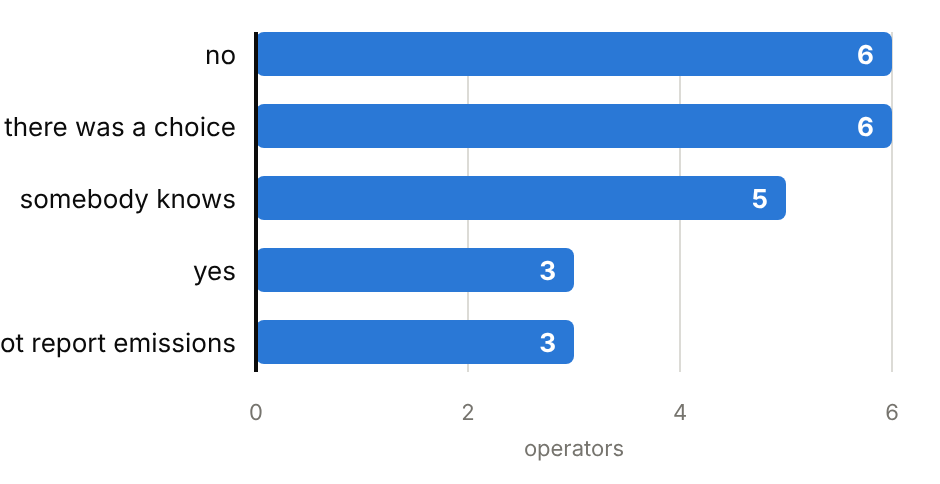 no 6
there was a choice 6
somebody knows 5
yes 3
report emissions 3
0 2 4 6
operators